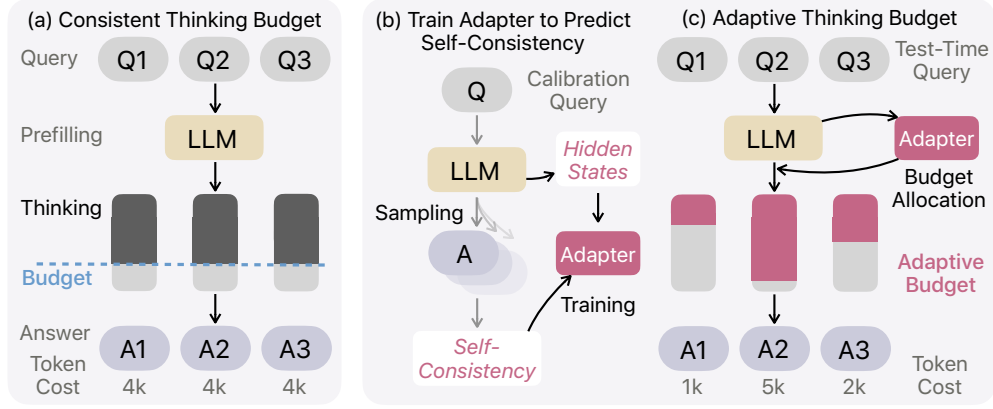 (a) Consistent Thinking Budget
Query
Q1
Q2
Q3
Prefilling
LLM
Thinking
Budget
Answer
A1
A2
A3
Token
Cost
4k
4k
4k
(b) Train Adapter to Predict
Self-Consistency
Q
Calibration
Query
LLM
Hidden
States
Sampling
A
Adapter
Training
Self-
Consistency
(c) Adaptive Thinking Budget
Q1
Q2
Q3
Test-Time
Query
LLM
Adapter
Budget
Allocation
Adaptive
Budget
A1
A2
A3
1k
5k
2k
Token
Cost